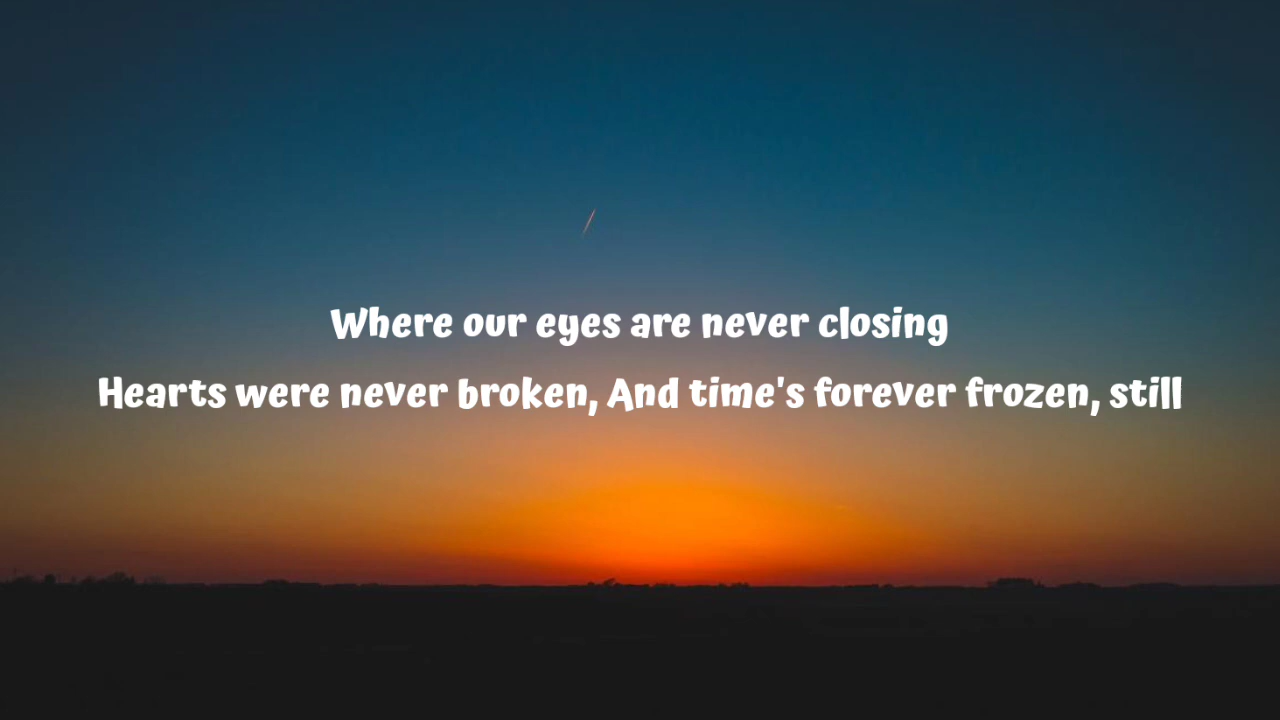 Where our eyes are never closing
Hearts were never broken, And time's forever frozen, still